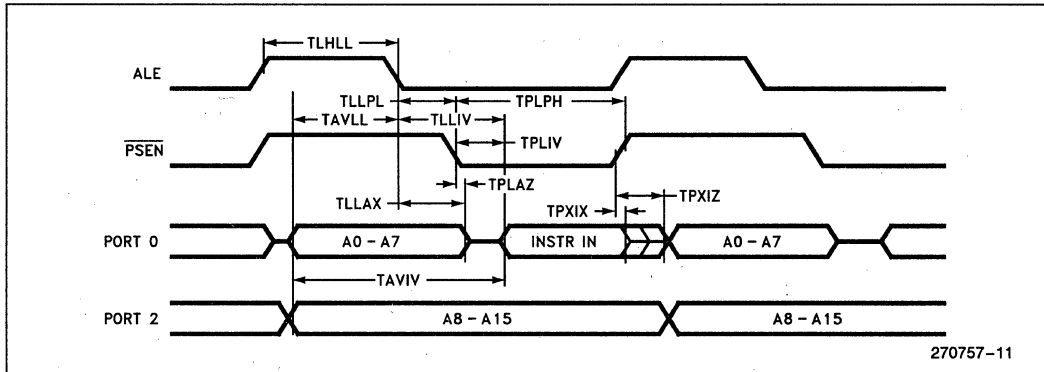 TLHLL
ALE
TLLPL
TPLPH
TAVLL
TLLIV
PSEN
TPLIV
TPLAZ
TLLAX
TPXIZ
TPXIX
PORT 0
A0 – A7
INSTR IN
A0 – A7
TAVIV
PORT 2
A8 – A15
A8 – A15
270757–11